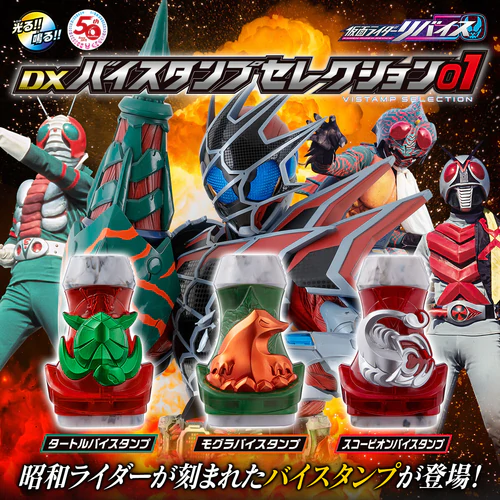 光る!!
鳴る!!
50th
仮面ライダーリバイス
DXバイスタンプセレクション01
VISTAMP SELECTION
タートルバイスタンプ
モグラバイスタンプ
スコーピオンバイスタンプ
昭和ライダーが刻まれたバイスタンプが登場!